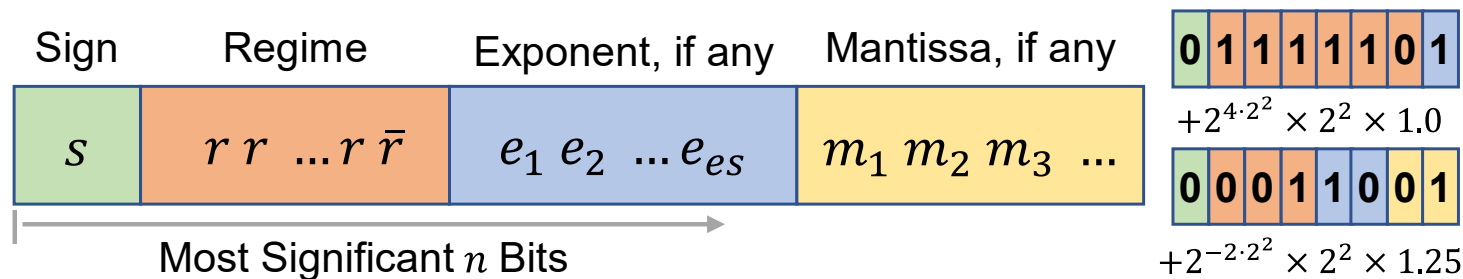 Sign Regime Exponent, if any Mantissa, if any
s r r ... r r̄ e₁ e₂ ... eₑₛ m₁ m₂ m₃ ...
Most Significant n Bits
0 1 1 1 1 1 0 1
+2^{4·2^2} × 2^2 × 1.0
0 0 0 1 1 0 0 1
+2^{-2·2^2} × 2^2 × 1.25